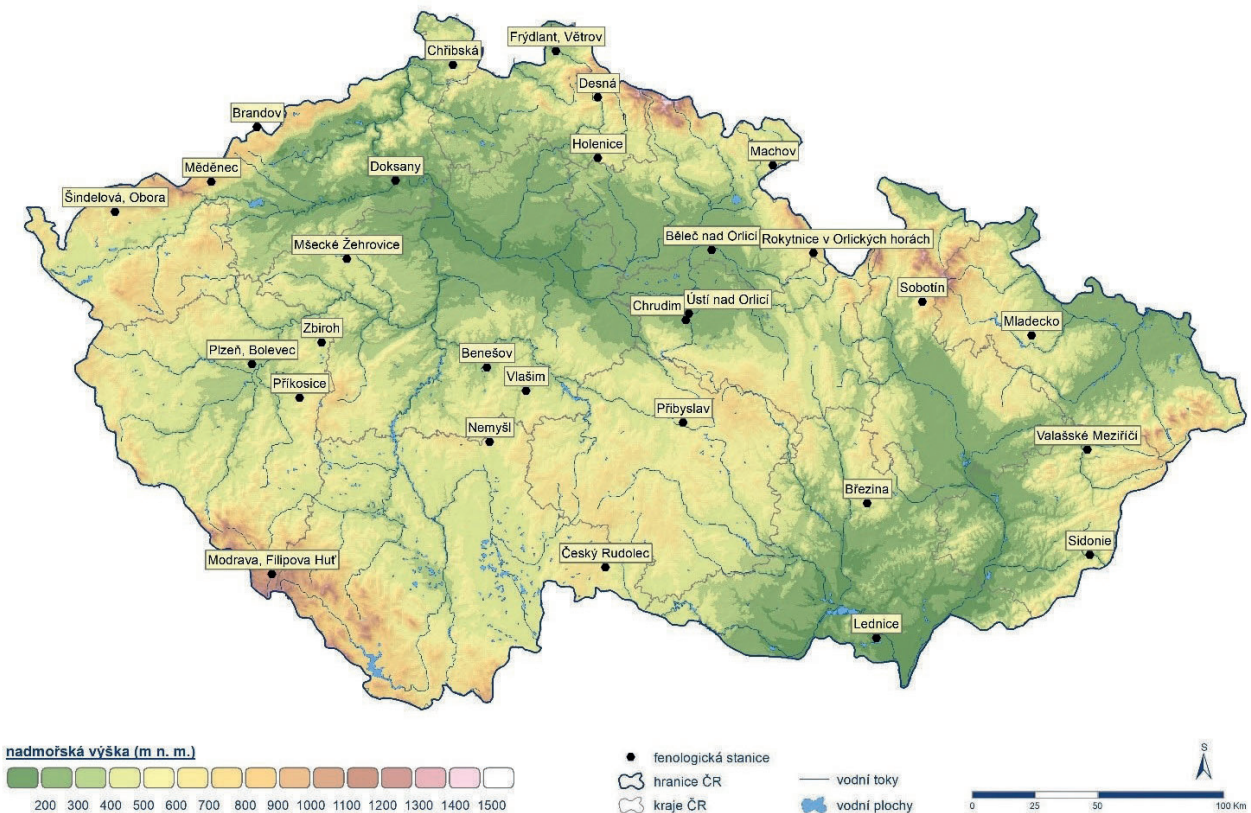 Frýdlant, Větrov
Chřibská
Desná
Brandov
Holenice
Machov
Měděnec
Doksany
Šindelová, Obora
Běleč nad Orlicí
Rokytnice v Orlických horách
Mšecké Žehrovice
Sobotín
Ústí nad Orlicí
Chrudim
Mladecko
Zbiroh
Plzeň, Bolevec
Benešov
Vlašim
Příkosice
Přibyslav
Nemyšl
Valašské Meziříčí
Březina
Sidonie
Modrava, Filipova Huť
Český Rudolec
Lednice
nadmořská výška (m n. m.)
200 300 400 500 600 700 800 900 1000 1100 1200 1300 1400 1500
fenologická stanice
hranice ČR
kraje ČR
vodní toky
vodní plochy
S
0 25 50 100 Km